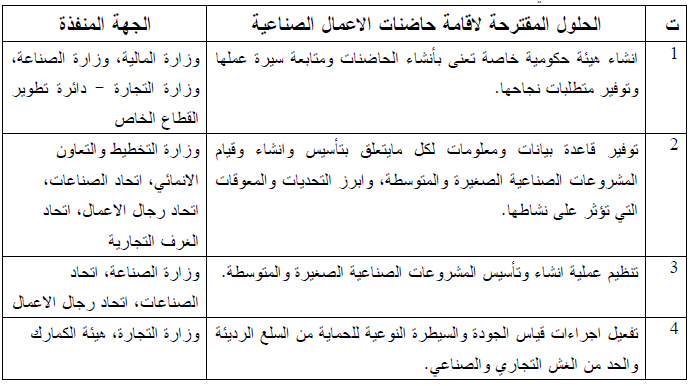 ت	الحلول المقترحة لاقامة حاضنات الاعمال الصناعية	الجهة المنفذة
1	انشاء هيئة حكومية خاصة تعنى بأنشاء الحاضنات ومتابعة سيرة عملها	وزارة المالية، وزارة الصناعة،
وتوفير متطلبات نجاحها.	وزارة التجارة - دائرة تطوير
القطاع الخاص
2	توفير قاعدة بيانات ومعلومات لكل مايتعلق بتأسيس وانشاء وقيام	وزارة التخطيط والتعاون
المشروعات الصناعية الصغيرة والمتوسطة، وابرز التحديات والمعوقات	الانمائي، اتحاد الصناعات،
التي تؤثر على نشاطها.	اتحاد رجال الاعمال، اتحاد
الغرف التجارية
3	تنظيم عملية انشاء وتأسيس المشروعات الصناعية الصغيرة والمتوسطة.	وزارة الصناعة، اتحاد
الصناعات، اتحاد رجال الاعمال
4	تفعيل اجراءات قياس الجودة والسيطرة النوعية للحماية من السلع الرديئة	وزارة التجارة، هيئة الكمارك
والحد من الغش التجاري والصناعي.